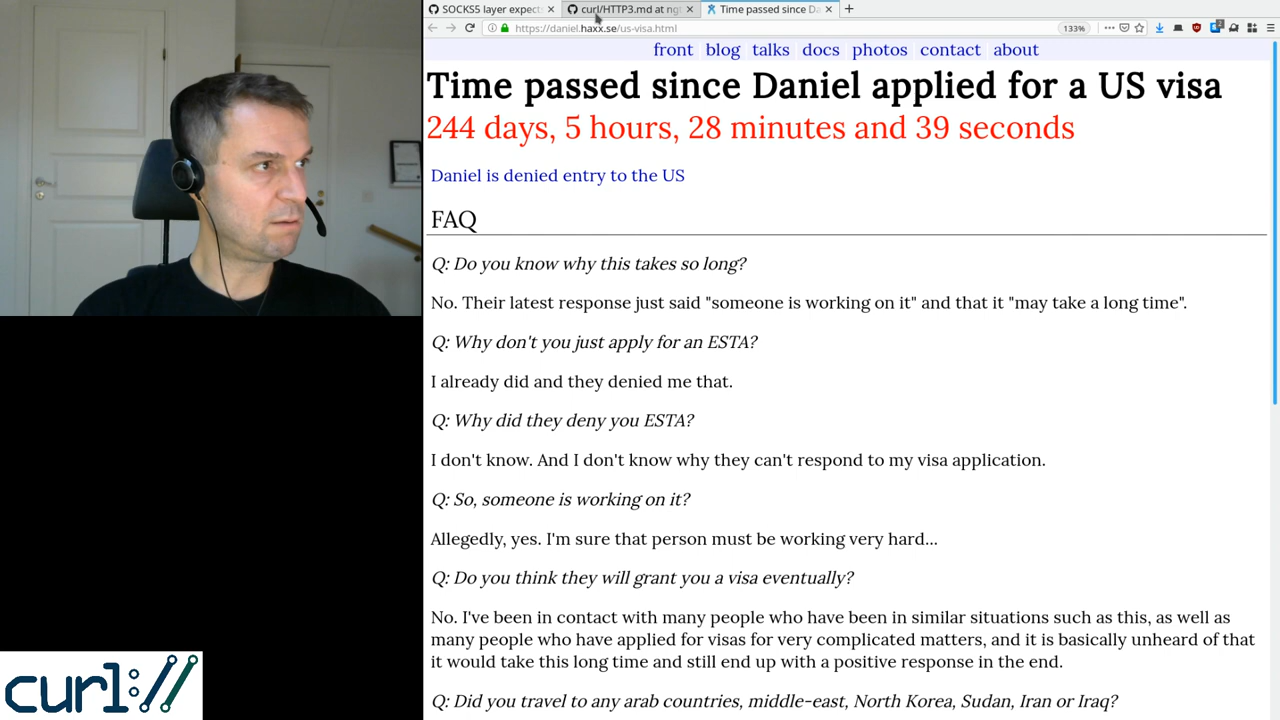 SOCKS5 layer expect
curl/HTTP3.md at ngt
Time passed since Da
https://daniel.haxx.se/us-visa.html
133%
front blog talks docs photos contact about
Time passed since Daniel applied for a US visa
244 days, 5 hours, 28 minutes and 39 seconds
Daniel is denied entry to the US
FAQ
Q: Do you know why this takes so long?
No. Their latest response just said "someone is working on it" and that it "may take a long time".
Q: Why don't you just apply for an ESTA?
I already did and they denied me that.
Q: Why did they deny you ESTA?
I don't know. And I don't know why they can't respond to my visa application.
Q: So, someone is working on it?
Allegedly, yes. I'm sure that person must be working very hard...
Q: Do you think they will grant you a visa eventually?
No. I've been in contact with many people who have been in similar situations such as this, as well as
many people who have applied for visas for very complicated matters, and it is basically unheard of that
it would take this long time and still end up with a positive response in the end.
Q: Did you travel to any arab countries, middle-east, North Korea, Sudan, Iran or Iraq?
curl://